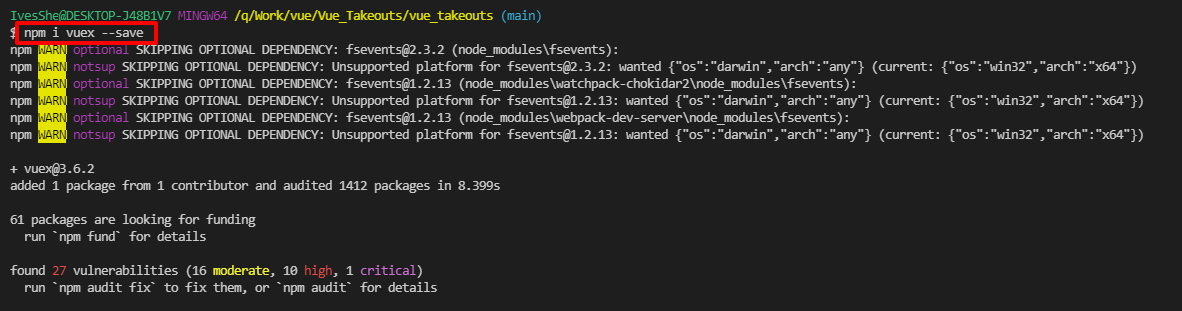 IvesShe@DESKTOP-J48B1V7 MINGW64 /q/Work/vue/Vue_Takeouts/vue_takeouts (main)
$ npm i vuex --save
npm WARN optional SKIPPING OPTIONAL DEPENDENCY: fsevents@2.3.2 (node_modules\fsevents):
npm WARN notsup SKIPPING OPTIONAL DEPENDENCY: Unsupported platform for fsevents@2.3.2: wanted {"os":"darwin","arch":"any"} (current: {"os":"win32","arch":"x64"})
npm WARN optional SKIPPING OPTIONAL DEPENDENCY: fsevents@1.2.13 (node_modules\watchpack-chokidar2\node_modules\fsevents):
npm WARN notsup SKIPPING OPTIONAL DEPENDENCY: Unsupported platform for fsevents@1.2.13: wanted {"os":"darwin","arch":"any"} (current: {"os":"win32","arch":"x64"})
npm WARN optional SKIPPING OPTIONAL DEPENDENCY: fsevents@1.2.13 (node_modules\webpack-dev-server\node_modules\fsevents):
npm WARN notsup SKIPPING OPTIONAL DEPENDENCY: Unsupported platform for fsevents@1.2.13: wanted {"os":"darwin","arch":"any"} (current: {"os":"win32","arch":"x64"})
+ vuex@3.6.2
added 1 package from 1 contributor and audited 1412 packages in 8.399s
61 packages are looking for funding
run `npm fund` for details
found 27 vulnerabilities (16 moderate, 10 high, 1 critical)
run `npm audit fix` to fix them, or `npm audit` for details